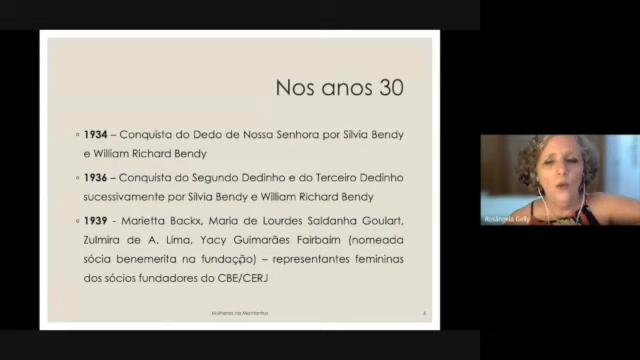 Nos anos 30
▫ 1934 – Conquista do Dedo de Nossa Senhora por Silvia Bendy
e William Richard Bendy
▫ 1936 – Conquista do Segundo Dedinho e do Terceiro Dedinho
sucessivamente por Silvia Bendy e William Richard Bendy
▫ 1939 - Marietta Backx, Maria de Lourdes Saldanha Goulart,
Zulmira de A. Lima, Yacy Guimarães Fairbairn (nomeada
sócia benemerita na fundação) – representantes femininas
dos sócios fundadores do CBE/CERJ
Mulheres na Montanha
Rosângela Gelly